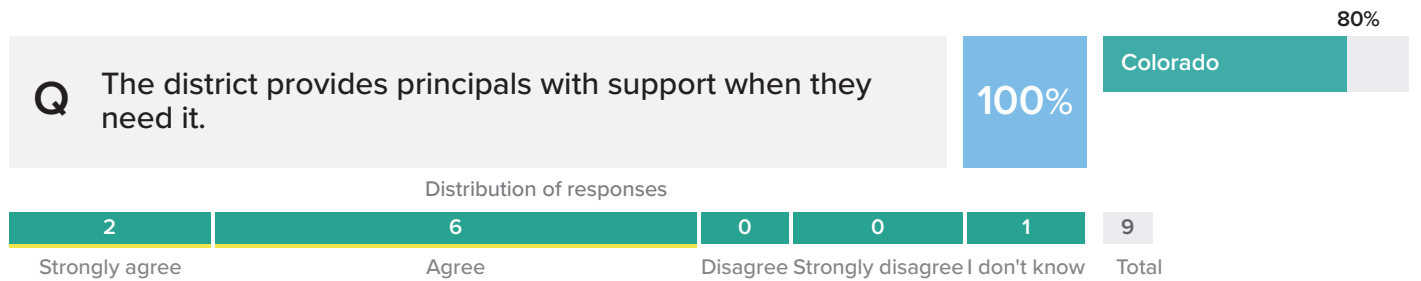 80%
Q The district provides principals with support when they
need it.
100%
Colorado
Distribution of responses
2 6 0 0 1 9
Strongly agree Agree Disagree Strongly disagree I don't know Total